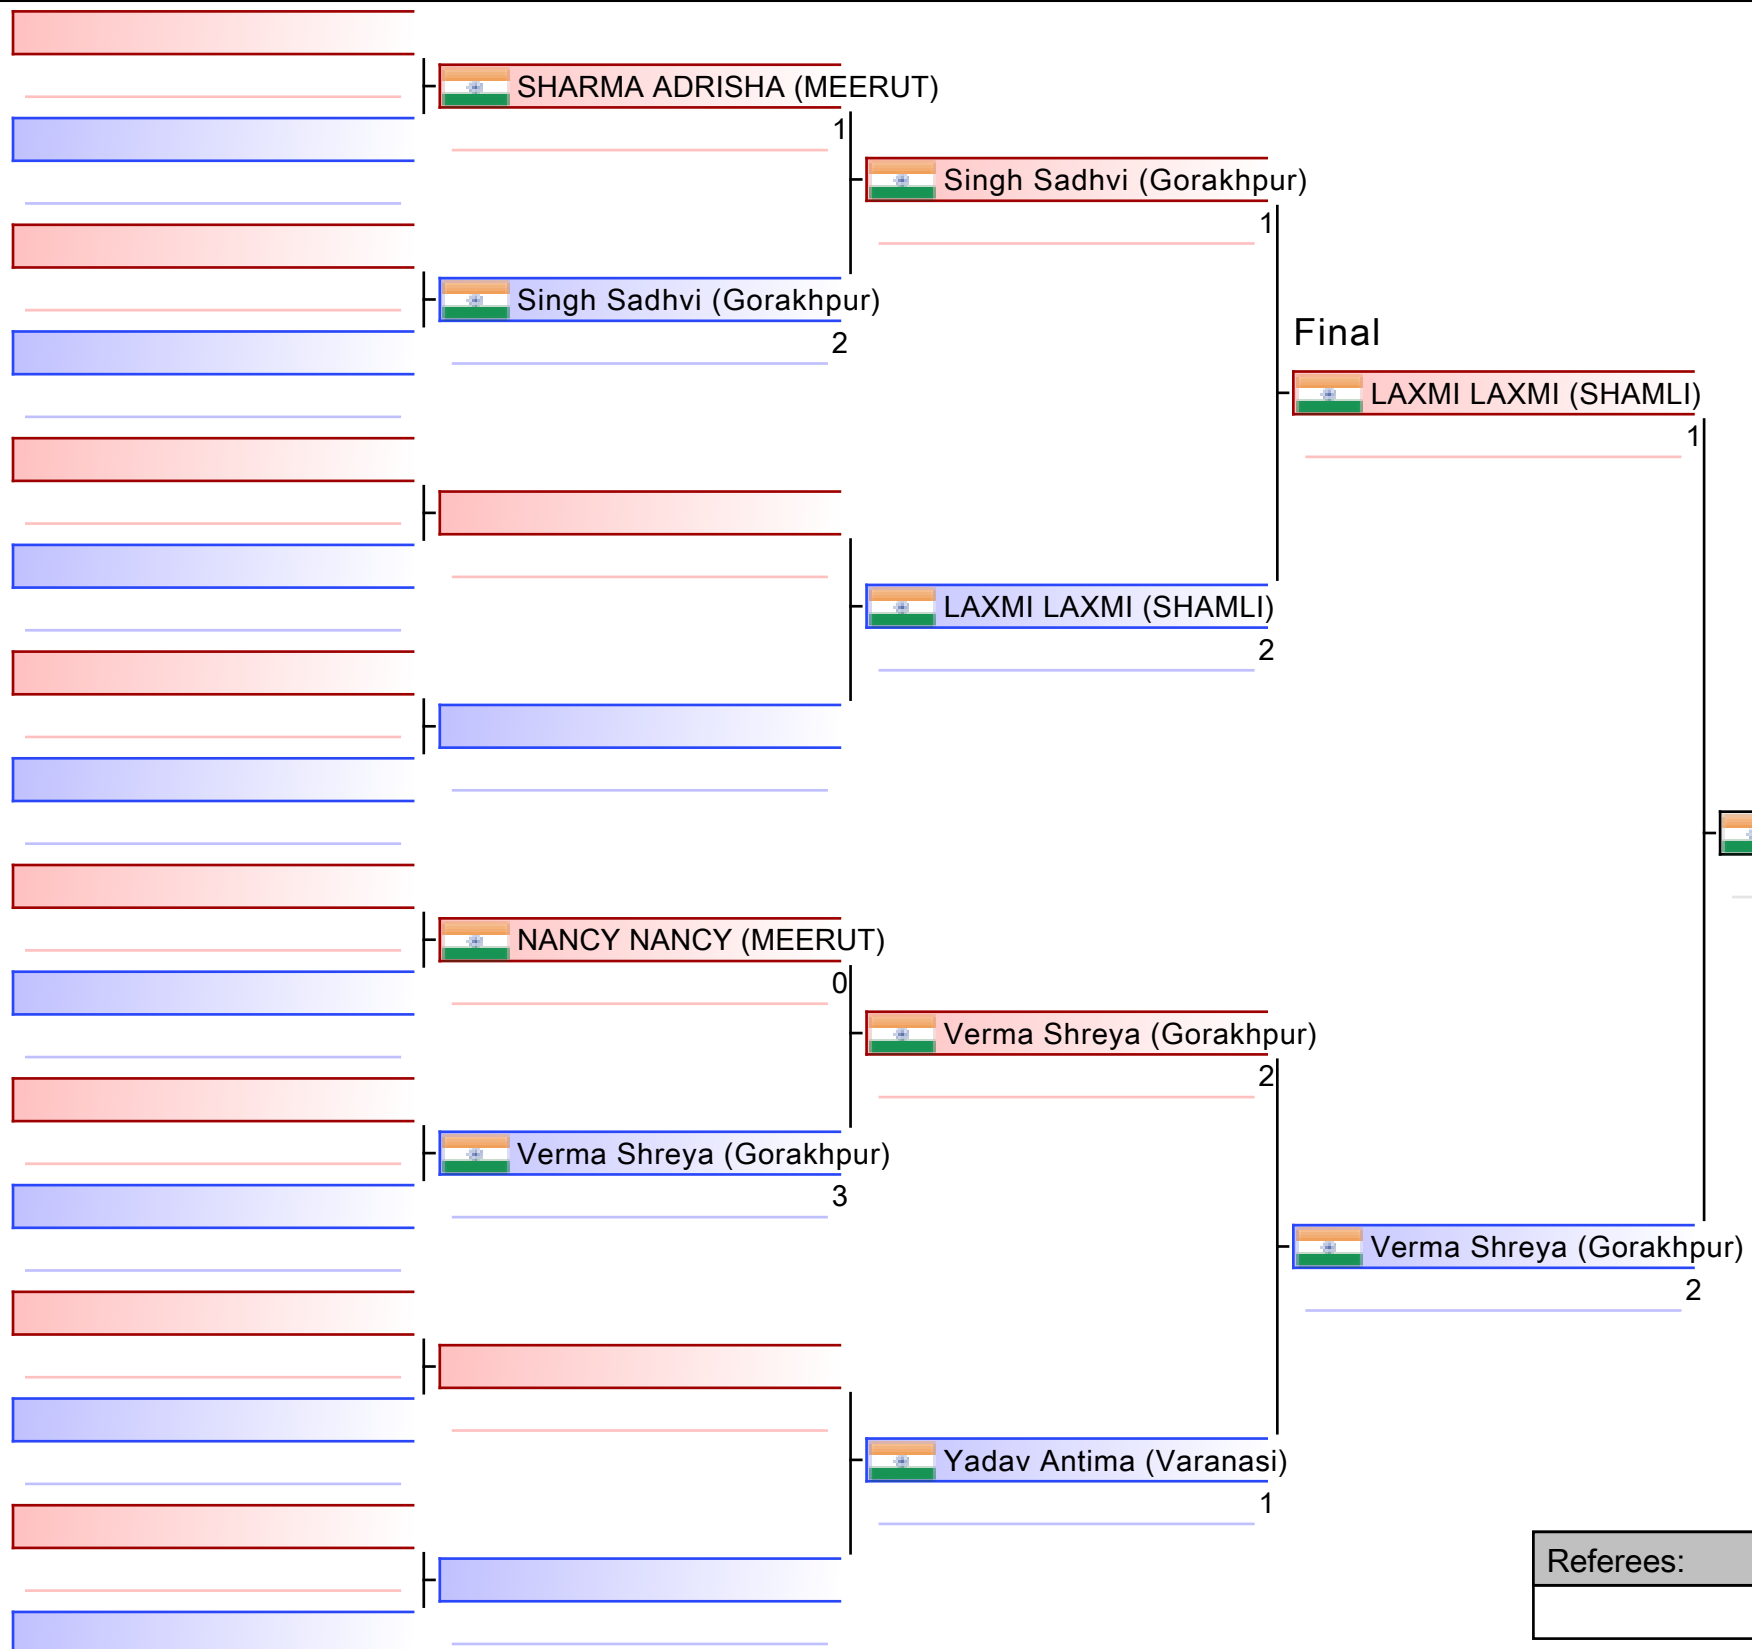 SHARMA ADRISHA (MEERUT)
1
Singh Sadhvi (Gorakhpur)
1
Singh Sadhvi (Gorakhpur)
2
Final
LAXMI LAXMI (SHAMLI)
1
LAXMI LAXMI (SHAMLI)
2
NANCY NANCY (MEERUT)
0
Verma Shreya (Gorakhpur)
2
Verma Shreya (Gorakhpur)
3
Verma Shreya (Gorakhpur)
2
Yadav Antima (Varanasi)
1
Referees: